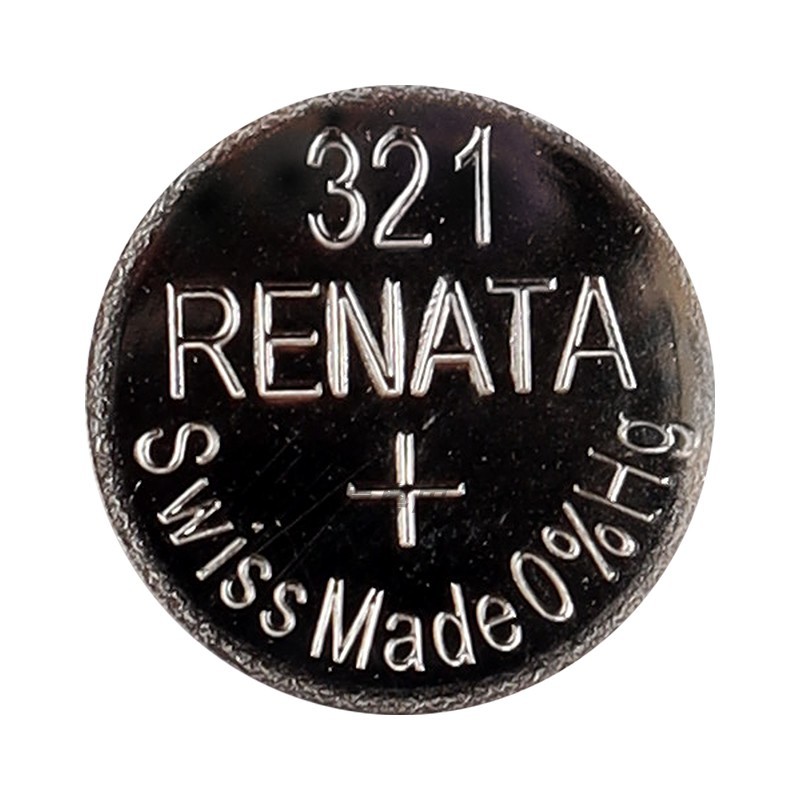 321
RENATA
+
Swiss Made 0% Hg